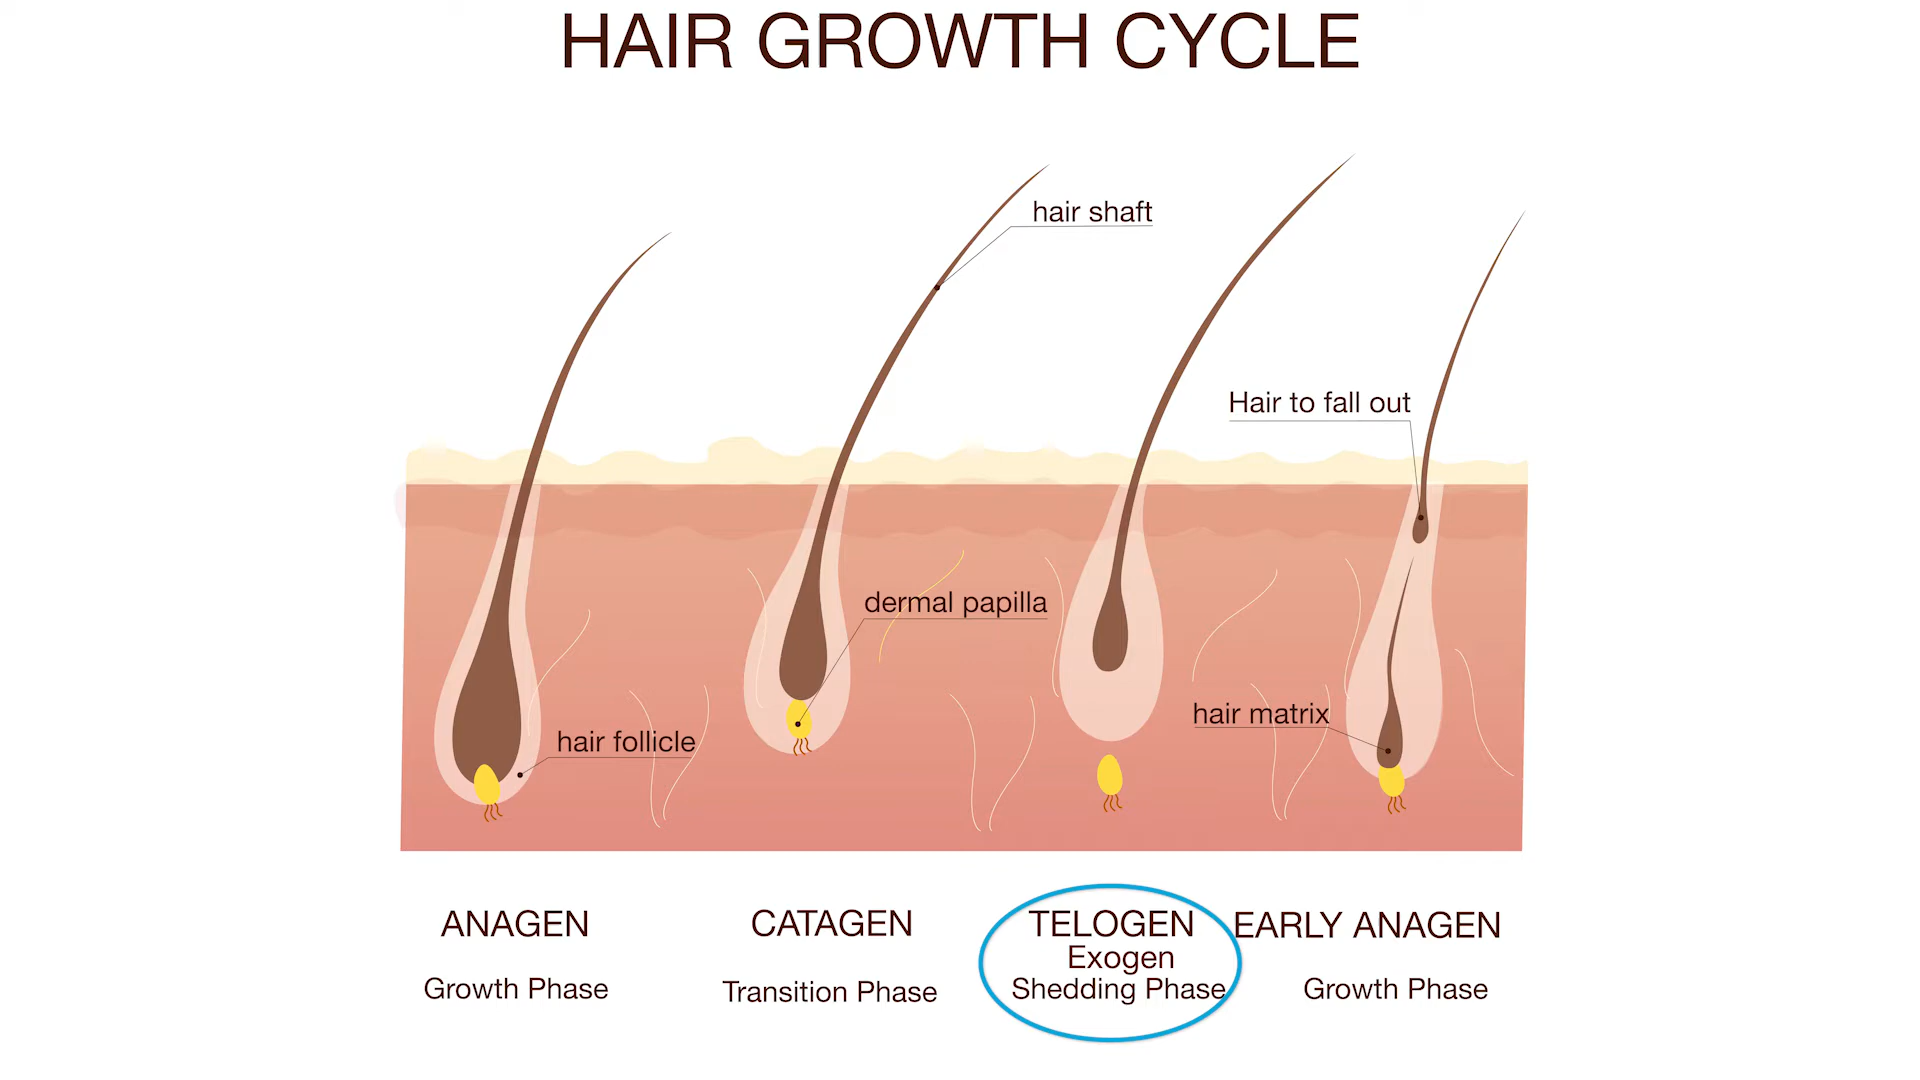 HAIR GROWTH CYCLE
hair shaft
Hair to fall out
dermal papilla
hair matrix
hair follicle
ANAGEN
Growth Phase
CATAGEN
Transition Phase
TELOGEN
Exogen
Shedding Phase
EARLY ANAGEN
Growth Phase